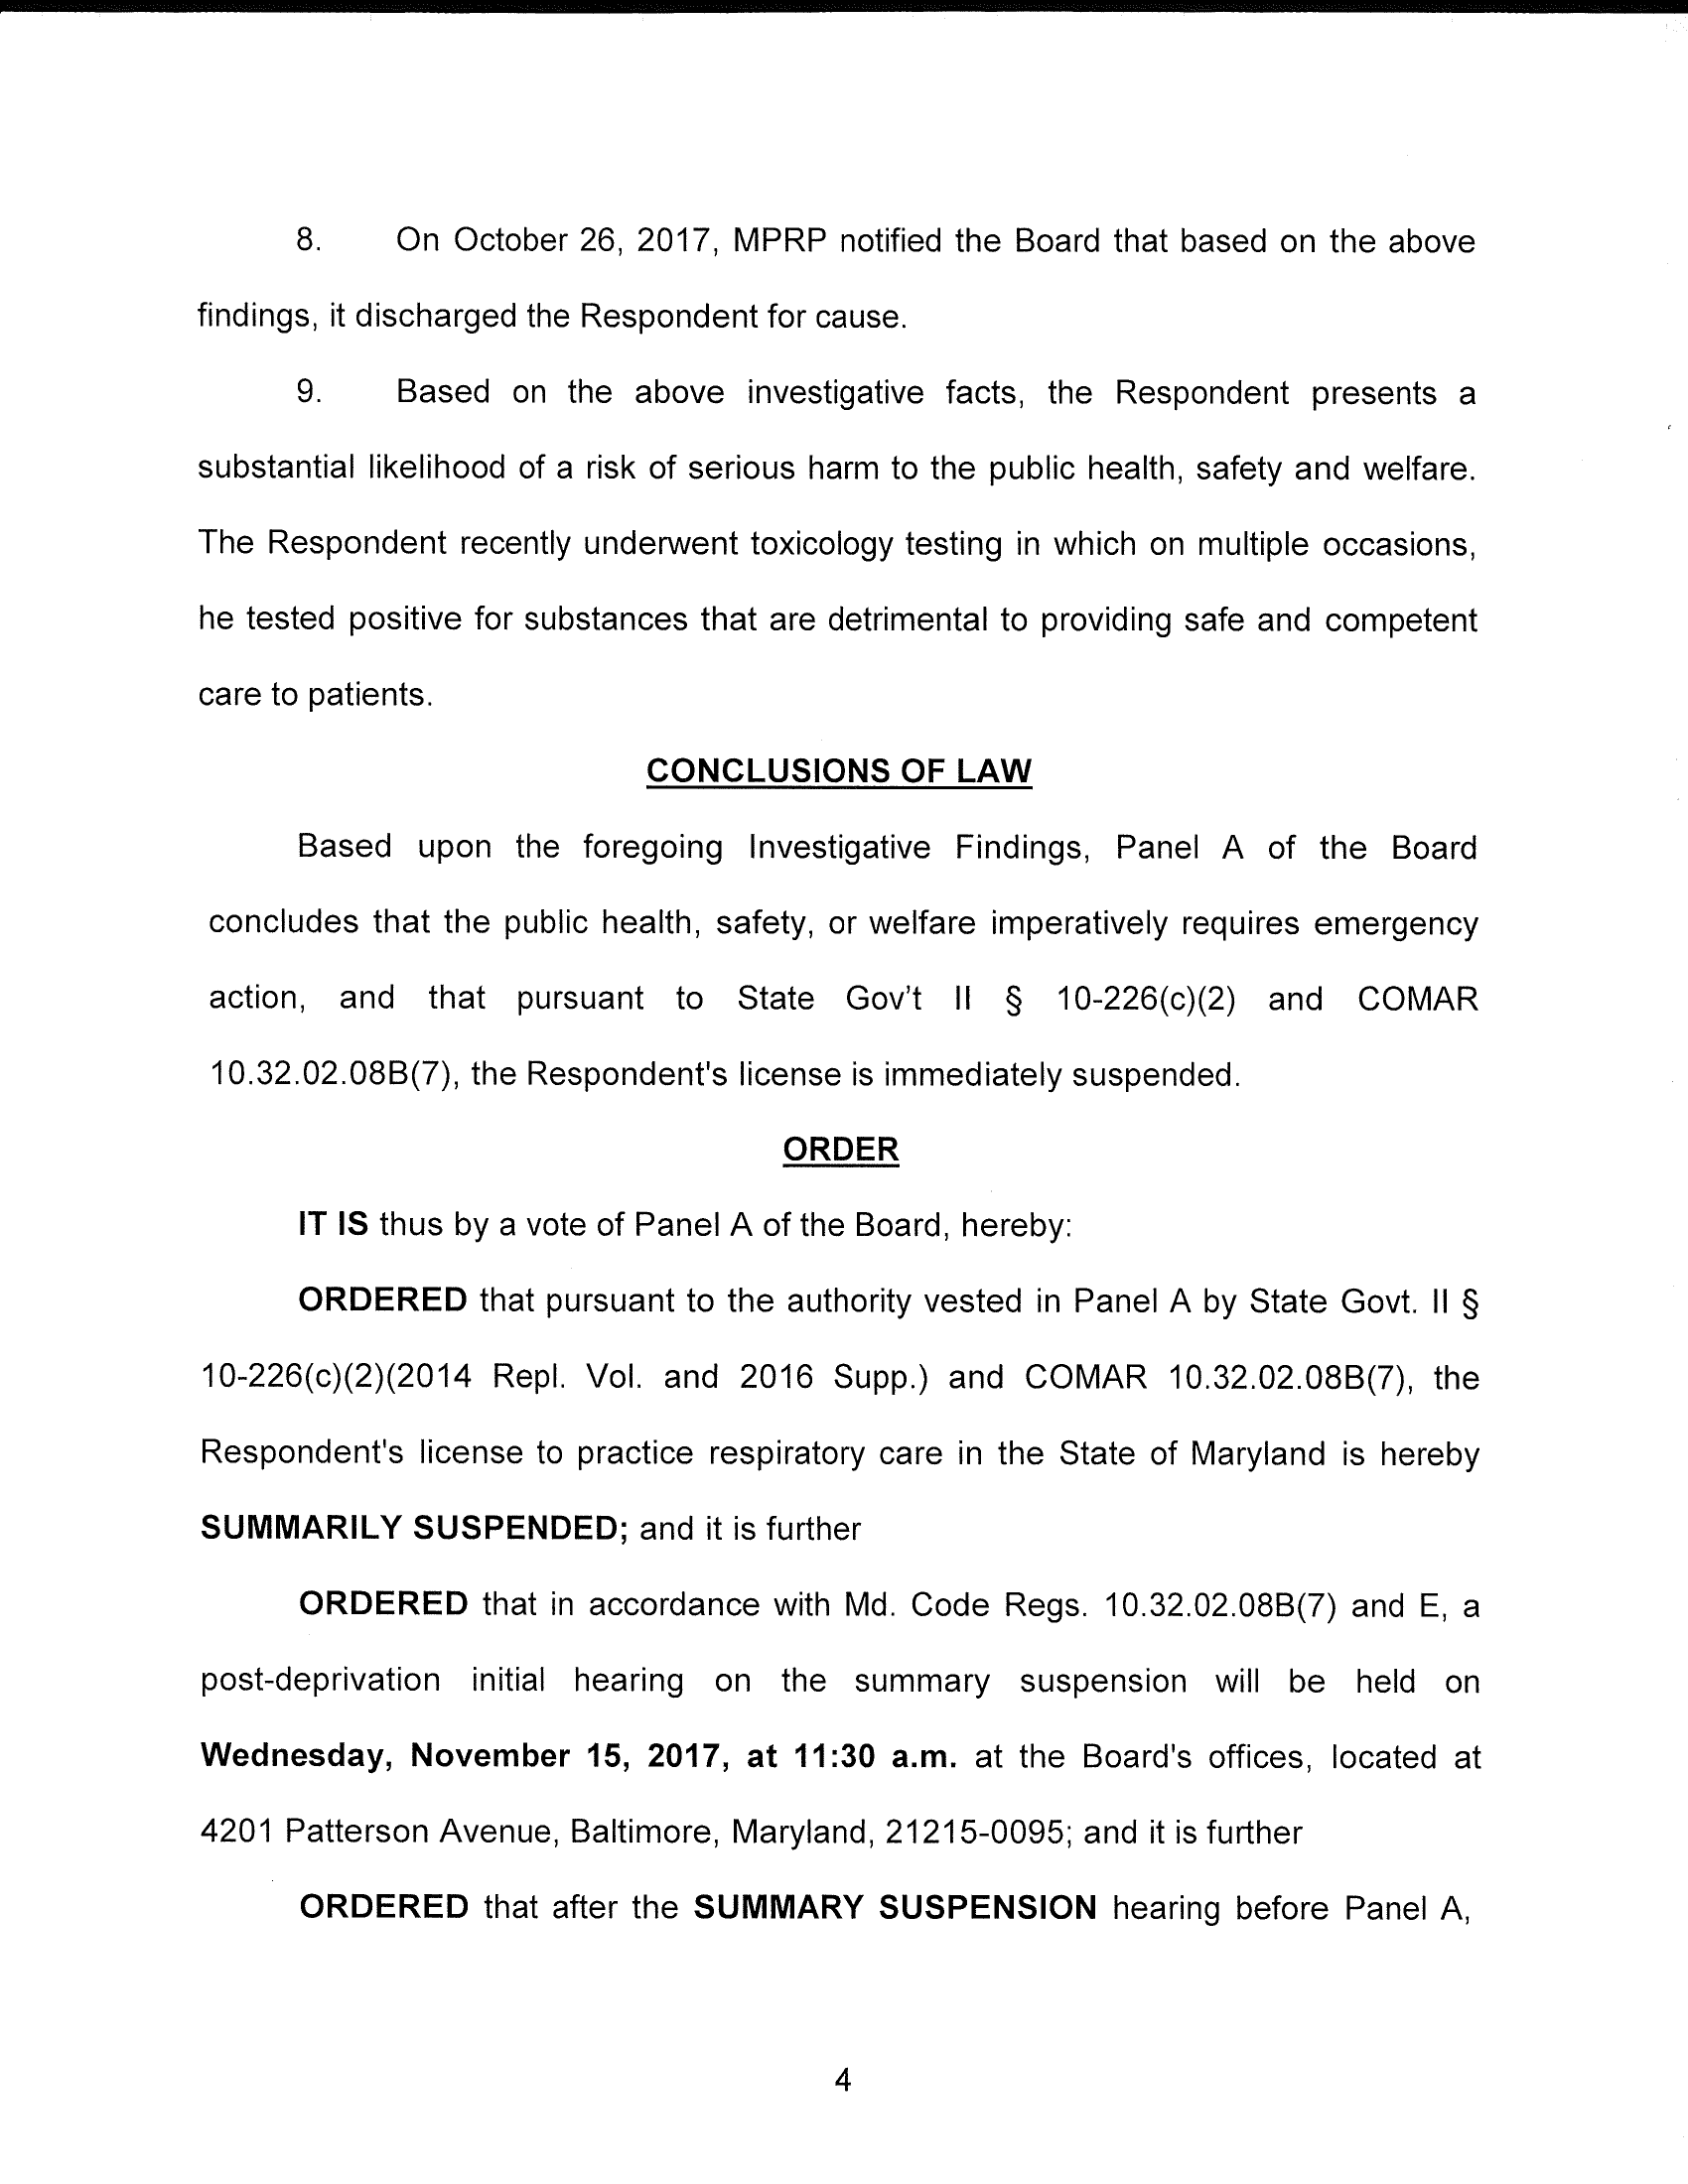 8. On October 26, 2017, MPRP notified the Board that based on the above
findings, it discharged the Respondent for cause.
9. Based on the above investigative facts, the Respondent presents a
substantial likelihood of a risk of serious harm to the public health, safety and welfare.
The Respondent recently underwent toxicology testing in which on multiple occasions,
he tested positive for substances that are detrimental to providing safe and competent
care to patients.
CONCLUSIONS OF LAW
Based upon the foregoing Investigative Findings, Panel A of the Board
concludes that the public health, safety, or welfare imperatively requires emergency
action, and that pursuant to State Gov't II § 10-226(c)(2) and COMAR
10.32.02.08B(7), the Respondent's license is immediately suspended.
ORDER
IT IS thus by a vote of Panel A of the Board, hereby:
ORDERED that pursuant to the authority vested in Panel A by State Govt. II §
10-226(c)(2)(2014 Repl. Vol. and 2016 Supp.) and COMAR 10.32.02.08B(7), the
Respondent's license to practice respiratory care in the State of Maryland is hereby
SUMMARILY SUSPENDED; and it is further
ORDERED that in accordance with Md. Code Regs. 10.32.02.08B(7) and E, a
post-deprivation initial hearing on the summary suspension will be held on
Wednesday, November 15, 2017, at 11:30 a.m. at the Board's offices, located at
4201 Patterson Avenue, Baltimore, Maryland, 21215-0095; and it is further
ORDERED that after the SUMMARY SUSPENSION hearing before Panel A,
4